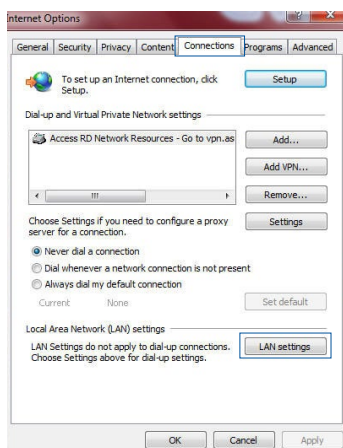 Internet Options
General Security Privacy Content Connections Programs Advanced
To set up an Internet connection, click
Setup.
Setup
Dial-up and Virtual Private Network settings
Access RD Network Resources - Go to vpn.as
Add...
Add VPN...
Remove...
Choose Settings if you need to configure a proxy
server for a connection.
Settings
Never dial a connection
Dial whenever a network connection is not present
Always dial my default connection
Current None
Set default
Local Area Network (LAN) settings
LAN Settings do not apply to dial-up connections.
Choose Settings above for dial-up settings.
LAN settings
OK Cancel Apply